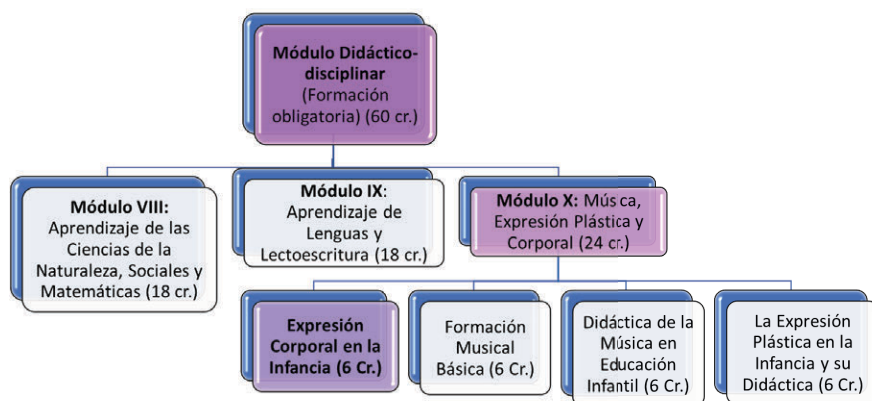 Módulo Didáctico-
disciplinar
(Formación
obligatoria) (60 cr.)
Módulo VIII:
Aprendizaje de las
Ciencias de la
Naturaleza, Sociales y
Matemáticas (18 cr.)
Módulo IX:
Aprendizaje de
Lenguas y
Lectoescritura (18 cr.)
Módulo X: Música,
Expresión Plástica y
Corporal (24 cr.)
Expresión
Corporal en la
Infancia (6 Cr.)
Formación
Musical
Básica (6 Cr.)
Didáctica de la
Música en
Educación
Infantil (6 Cr.)
La Expresión
Plástica en la
Infancia y su
Didáctica (6 Cr.)